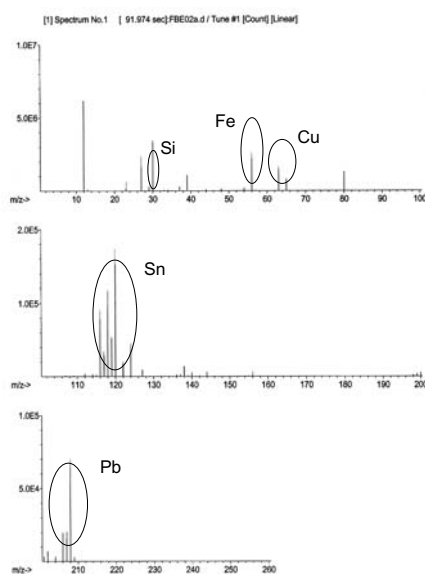 [1] Spectrum No.1 [ 91.974 sec]:FBE02a.d / Tune #1 [Count] [Linear]
1.0E7
Fe
Cu
Si
5.0E6
m/z-> 10 20 30 40 50 60 70 80 90 100
2.0E5
Sn
1.0E5
m/z-> 110 120 130 140 150 160 170 180 190 200
1.0E5
Pb
5.0E4
m/z-> 210 220 230 240 250 260